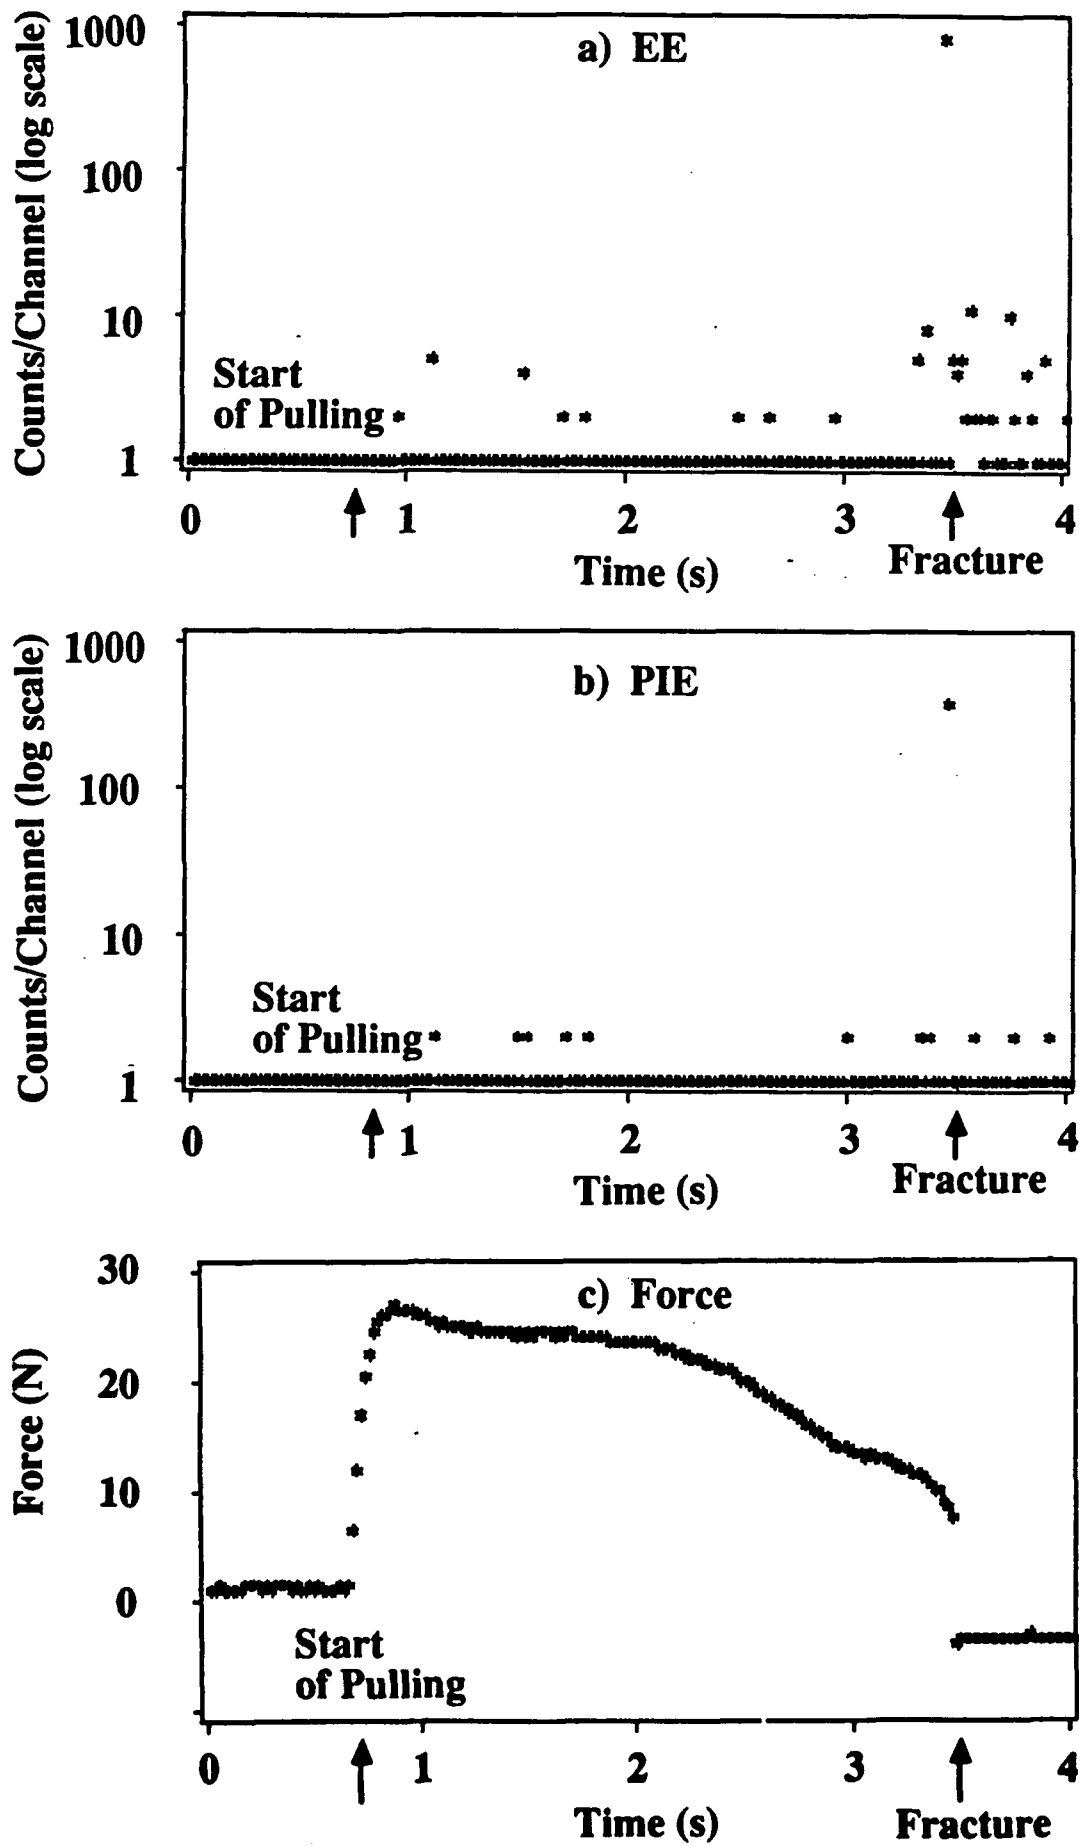 Counts/Channel (log scale)
1000
100
10
1
a) EE
Start
of Pulling
0 1 2 3 4
Time (s)
Fracture
Counts/Channel (log scale)
1000
100
10
1
b) PIE
Start
of Pulling
0 1 2 3 4
Time (s)
Fracture
Force (N)
30
20
10
0
c) Force
Start
of Pulling
0 1 2 3 4
Time (s)
Fracture